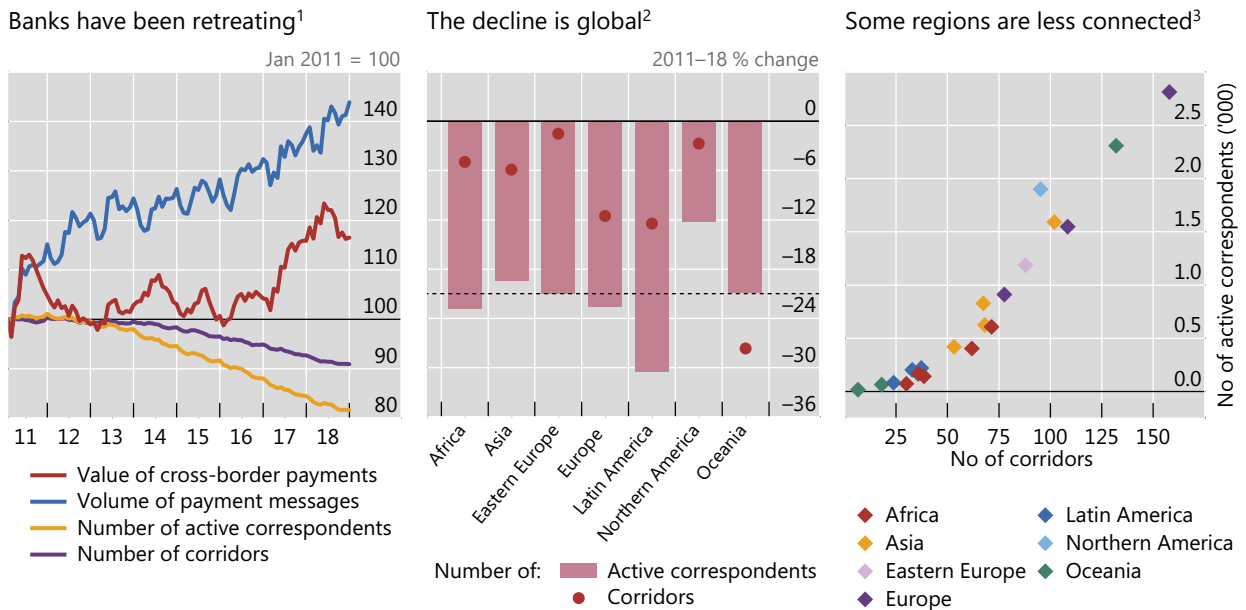 Banks have been retreating1
Jan 2011 = 100
140
130
120
110
100
90
80
11 12 13 14 15 16 17 18
Value of cross-border payments
Volume of payment messages
Number of active correspondents
Number of corridors
The decline is global2
2011–18 % change
0
–6
–12
–18
–24
–30
–36
Africa
Asia
Eastern Europe
Europe
Latin America
Northern America
Oceania
Number of: Active correspondents
Corridors
Some regions are less connected3
2.5
2.0
1.5
1.0
0.5
0.0
No of active correspondents ('000)
25 50 75 100 125 150
No of corridors
Africa
Asia
Eastern Europe
Europe
Latin America
Northern America
Oceania